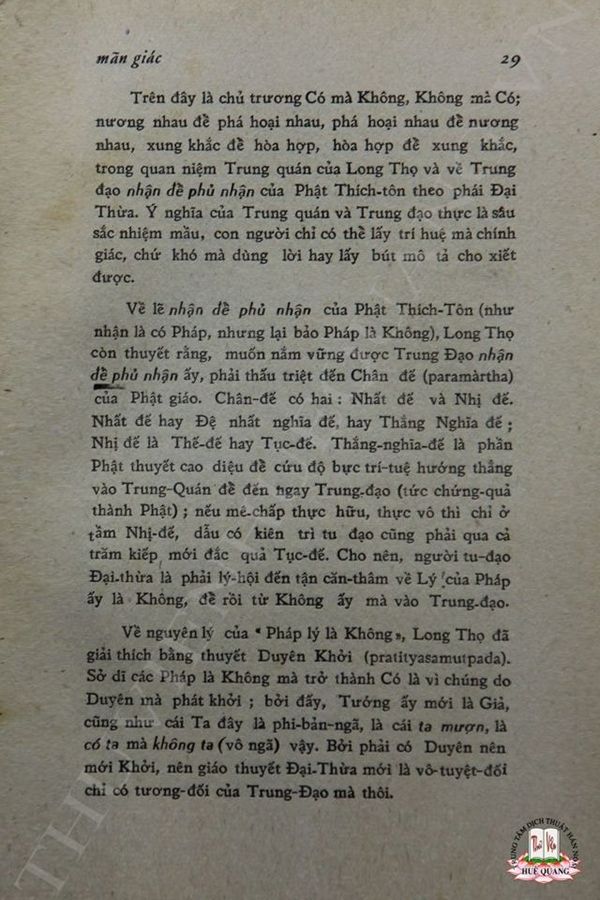 mãn giác 29
Trên đây là chủ trương Có mà Không, Không mà Có;
nương nhau để phá hoại nhau, phá hoại nhau để nương
nhau, xung khắc để hòa hợp, hòa hợp để xung khắc,
trong quan niệm Trung quán của Long Thọ và về Trung
đạo nhận để phủ nhận của Phật Thích-tôn theo phái Đại
Thừa. Ý nghĩa của Trung quán và Trung đạo thực là sâu
sắc nhiệm mầu, con người chỉ có thể lấy trí huệ mà chính
giác, chứ khó mà dùng lời hay lấy bút mô tả cho xiết
được.
Về lẽ nhận để phủ nhận của Phật Thích-Tôn (như
nhận là có Pháp, nhưng lại bảo Pháp là Không), Long Thọ
còn thuyết rằng, muốn nắm vững được Trung Đạo nhận
để phủ nhận ấy, phải thấu triệt đến Chân đế (paramàrtha)
của Phật giáo. Chân-đế có hai : Nhất đế và Nhị đế.
Nhất đế hay Đệ nhất nghĩa đế, hay Thắng Nghĩa đế ;
Nhị đế là Thế-đế hay Tục-đế. Thắng-nghĩa-đế là phần
Phật thuyết cao diệu để cứu độ bực trí-tuệ hướng thẳng
vào Trung-Quán để đến ngay Trung-đạo (tức chứng-quả
thành Phật) ; nếu mê-chấp thực hữu, thực vô thì chỉ ở
tầm Nhị-đế, dẫu có kiên trì tu đạo cũng phải qua cả
trăm kiếp mới đắc quả Tục-đế. Cho nên, người tu-đạo
Đại-thừa là phải lý-hội đến tận căn-thâm về Lý của Pháp
ấy là Không, để rồi từ Không ấy mà vào Trung-đạo.
Về nguyên lý của “ Pháp lý là Không», Long Thọ đã
giải thích bằng thuyết Duyên Khởi (pratityasamutpada).
Sở dĩ các Pháp là Không mà trở thành Có là vì chúng do
Duyên mà phát khởi ; bởi đấy, Tướng ấy mới là Giả,
cũng như cái Ta đây là phi-bản-ngã, là cái ta mượn, là
có ta mà không ta (vô ngã) vậy. Bởi phải có Duyên nên
mới Khởi, nên giáo thuyết Đại-Thừa mới là vô-tuyệt-đối
chỉ có tương-đối của Trung-Đạo mà thôi.
TRUNG TÂM DỊCH THUẬT HÁN NÔM
HUỆ QUANG